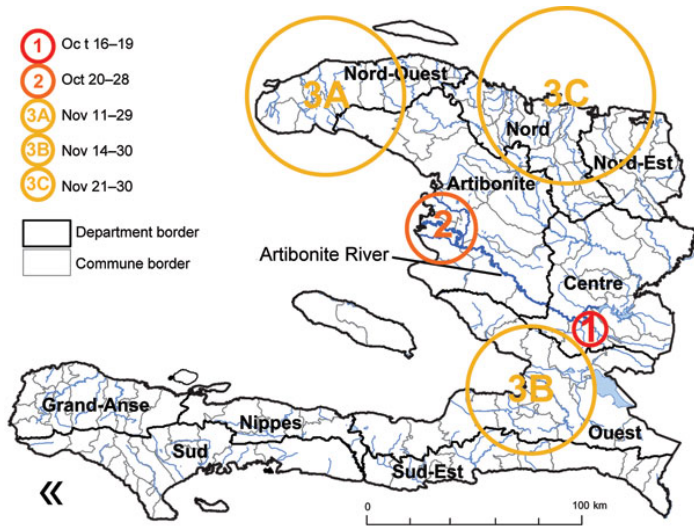 1 Oc t 16–19
2 Oct 20–28
3A Nov 11–29
3B Nov 14–30
3C Nov 21–30
Department border
Commune border
Nord-Ouest
3A
3C
Nord
Nord-Est
Artibonite
2
Artibonite River
Centre
1
3B
Grand-Anse
Nippes
Ouest
Sud
Sud-Est
«
0 100 km